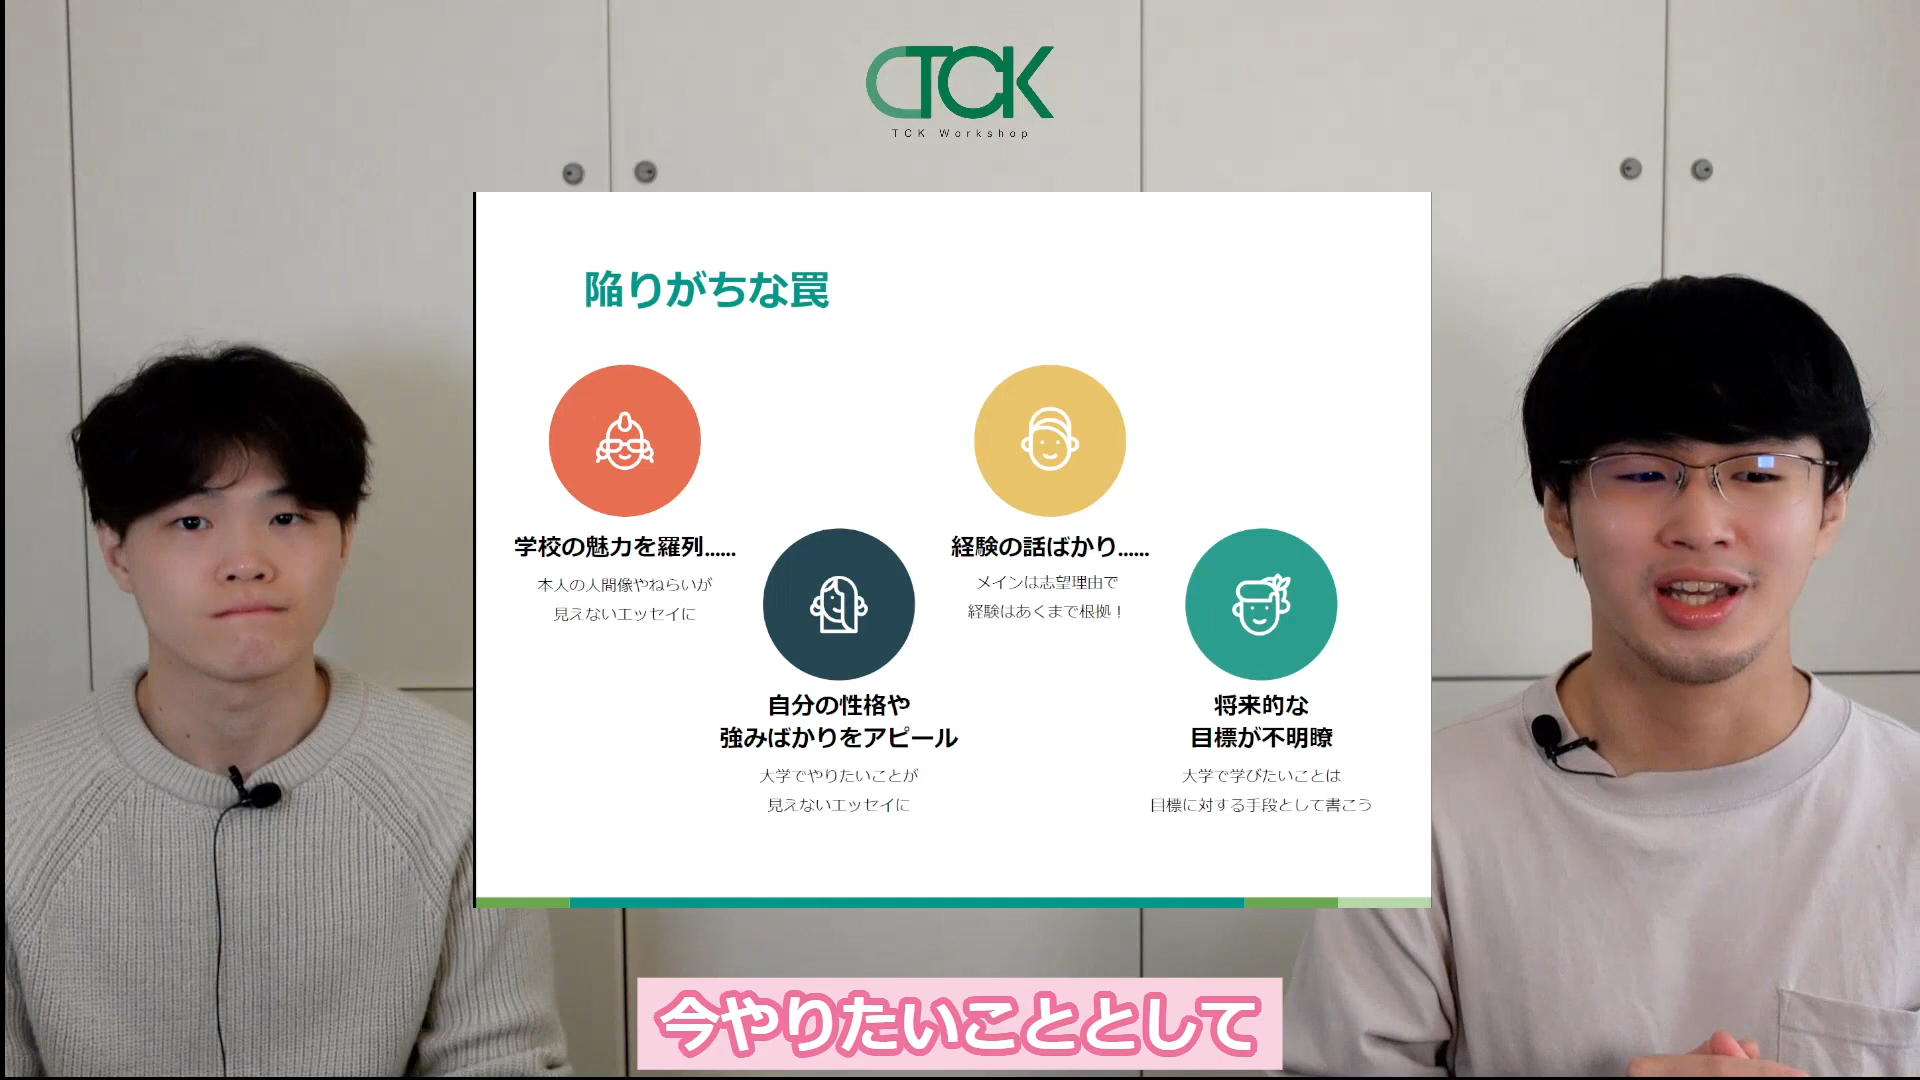 TCK
TCK Workshop
陥りがちな罠
学校の魅力を羅列......
本人の人間像やねらいが
見えないエッセイに
自分の性格や
強みばかりをアピール
大学でやりたいことが
見えないエッセイに
経験の話ばかり......
メインは志望理由で
経験はあくまで根拠！
将来的な
目標が不明瞭
大学で学びたいことは
目標に対する手段として書こう
今やりたいこととして